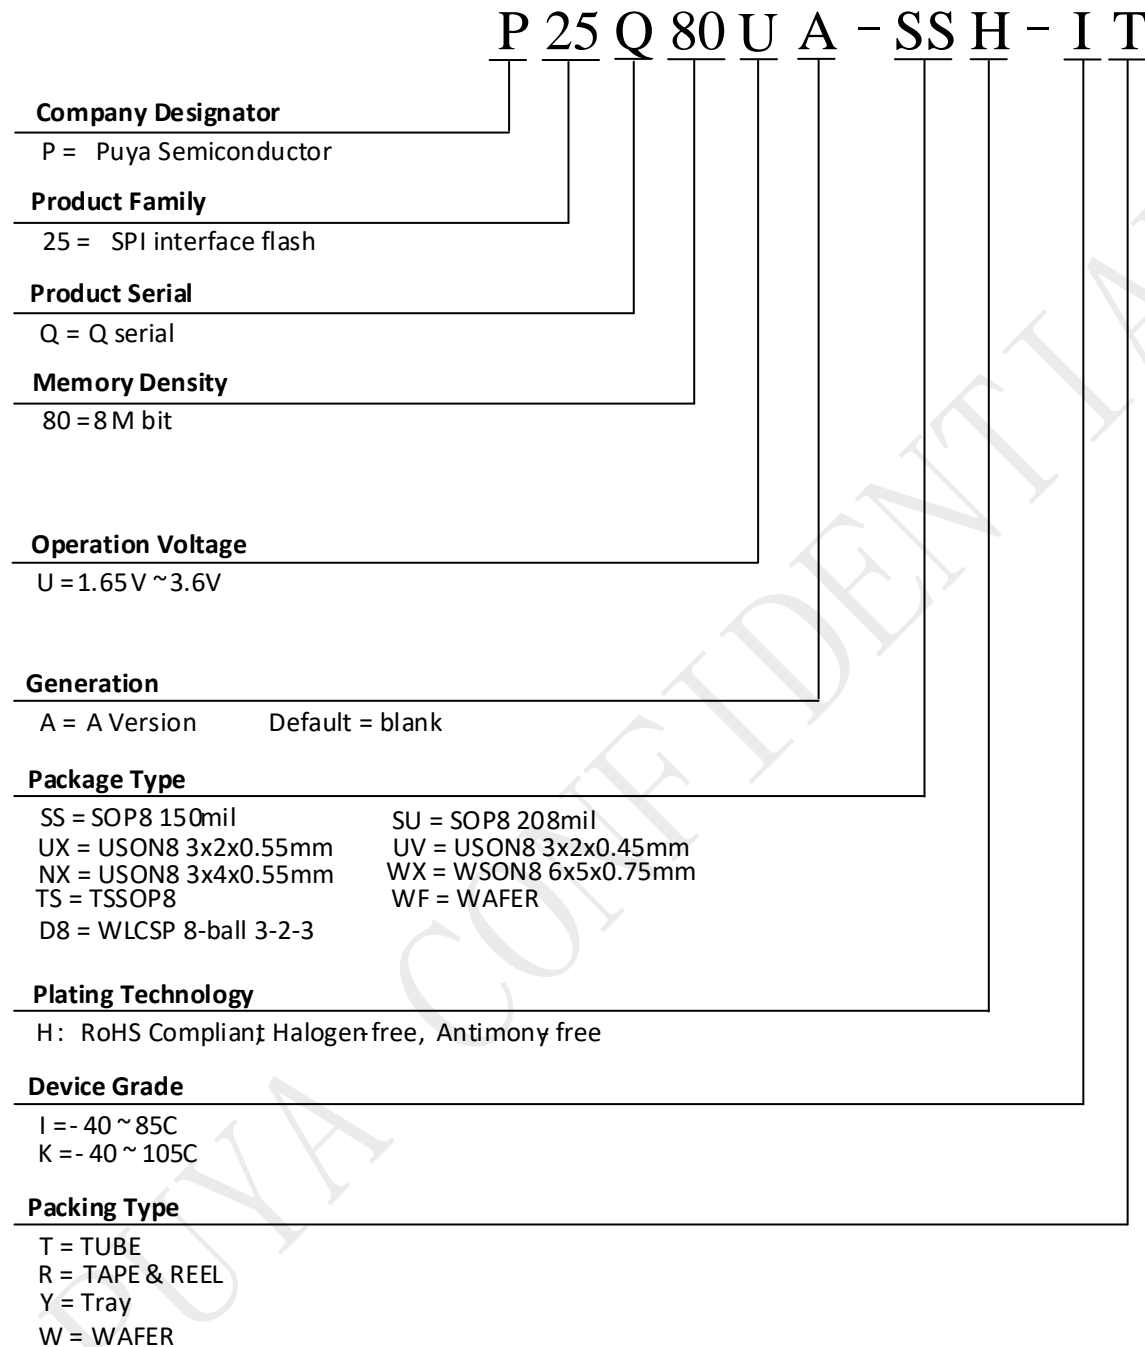 P 25 Q 80 U A - SS H - I T
Company Designator
P = Puya Semiconductor
Product Family
25 = SPI interface flash
Product Serial
Q = Q serial
Memory Density
80 = 8 M bit
Operation Voltage
U = 1.65V ~ 3.6V
Generation
A = A Version Default = blank
Package Type
SS = SOP8 150mil SU = SOP8 208mil
UX = USON8 3x2x0.55mm UV = USON8 3x2x0.45mm
NX = USON8 3x4x0.55mm WX = WSON8 6x5x0.75mm
TS = TSSOP8 WF = WAFER
D8 = WLCSP 8-ball 3-2-3
Plating Technology
H: RoHS Compliant, Halogen-free, Antimony-free
Device Grade
I = - 40 ~ 85C
K = - 40 ~ 105C
Packing Type
T = TUBE
R = TAPE & REEL
Y = Tray
W = WAFER
PUYA CONFIDENTIA